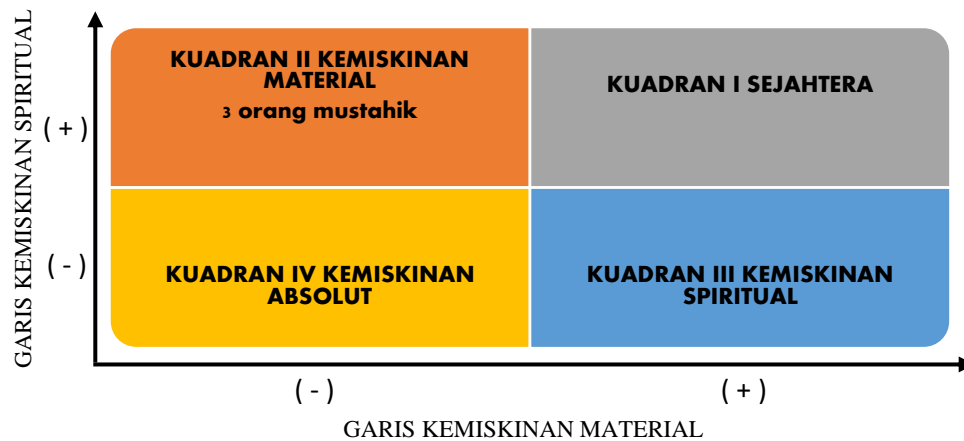 GARIS KEMISKINAN SPIRITUAL
( + )
( - )
KUADRAN II KEMISKINAN
MATERIAL
3 orang mustahik
KUADRAN I SEJAHTERA
KUADRAN IV KEMISKINAN
ABSOLUT
KUADRAN III KEMISKINAN
SPIRITUAL
( - )
( + )
GARIS KEMISKINAN MATERIAL